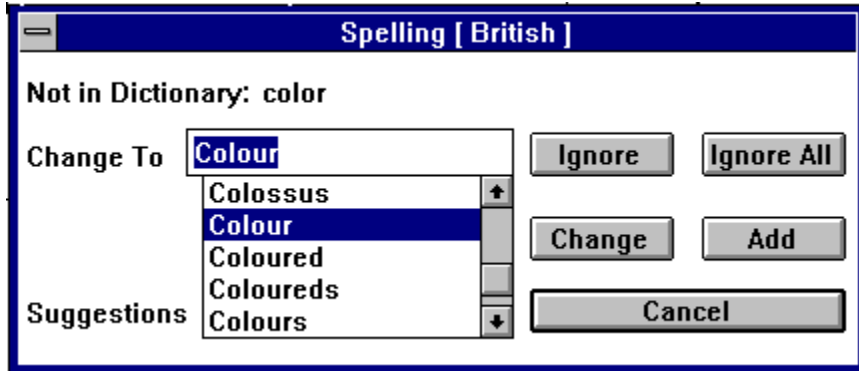 Spelling [ British ]
Not in Dictionary: color
Change To Colour Ignore Ignore All
Colossus
Colour
Coloured
Coloureds
Colours
Change Add
Suggestions
Cancel